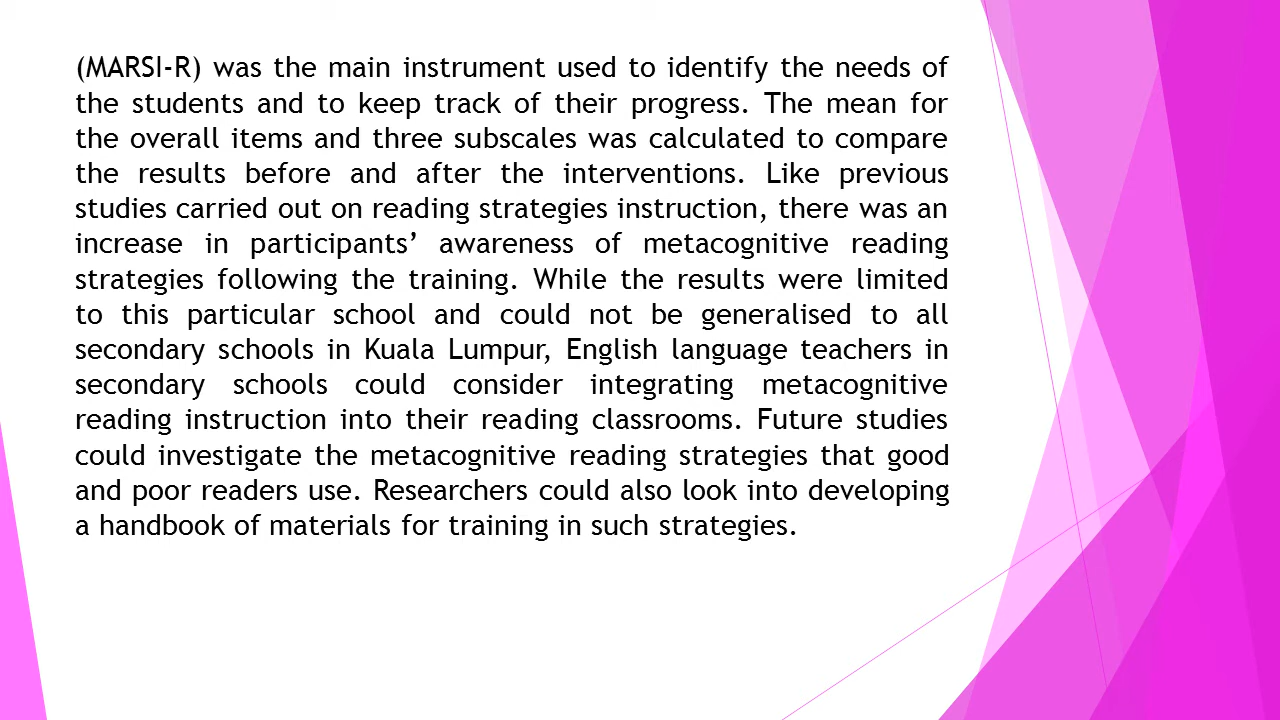 (MARSI-R) was the main instrument used to identify the needs of
the students and to keep track of their progress. The mean for
the overall items and three subscales was calculated to compare
the results before and after the interventions. Like previous
studies carried out on reading strategies instruction, there was an
increase in participants’ awareness of metacognitive reading
strategies following the training. While the results were limited
to this particular school and could not be generalised to all
secondary schools in Kuala Lumpur, English language teachers in
secondary schools could consider integrating metacognitive
reading instruction into their reading classrooms. Future studies
could investigate the metacognitive reading strategies that good
and poor readers use. Researchers could also look into developing
a handbook of materials for training in such strategies.